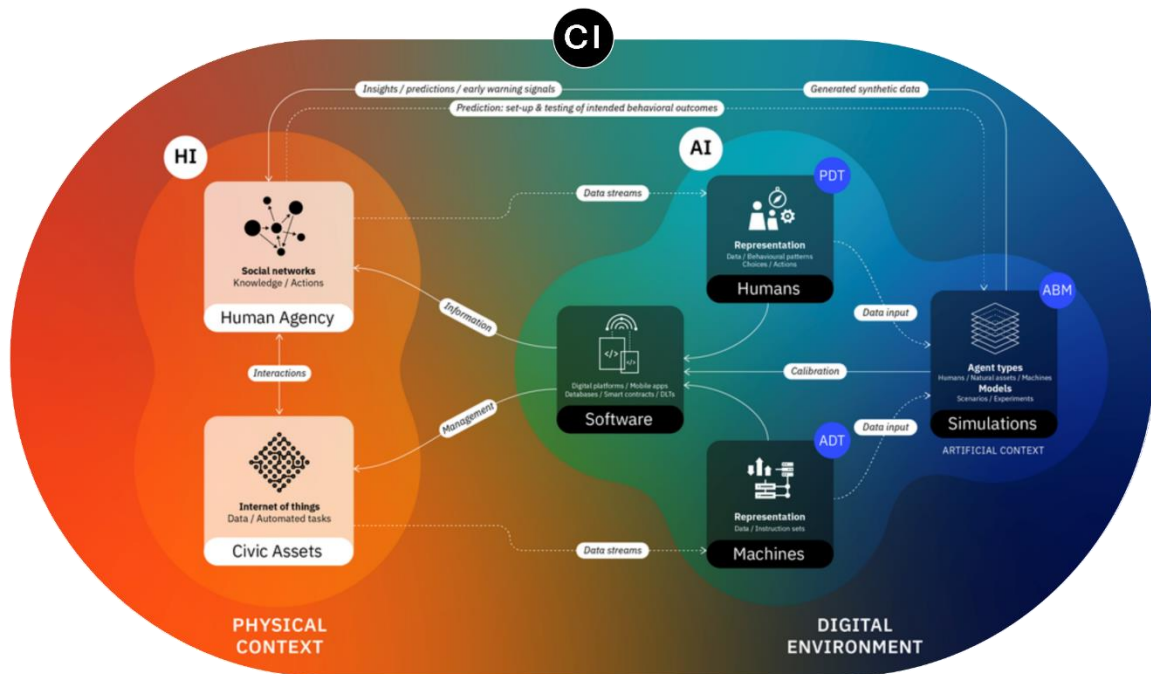 CI
Insights / predictions / early warning signals
Generated synthetic data
Prediction: set-up & testing of intended behavioral outcomes
HI
AI
PDT
Data streams
Social networks
Knowledge / Actions
Human Agency
Representation
Data / Behavioural patterns
Choices / Actions
Humans
ABM
Information
Data input
</>
</>
Digital platforms / Mobile apps
Databases / Smart contracts / DLTs
Software
Calibration
Agent types
Humans / Natural assets / Machines
Models
Scenarios / Experiments
Simulations
ARTIFICIAL CONTEXT
Interactions
Management
Data input
ADT
Internet of things
Data / Automated tasks
Civic Assets
Data streams
Representation
Data / Instruction sets
Machines
PHYSICAL
CONTEXT
DIGITAL
ENVIRONMENT